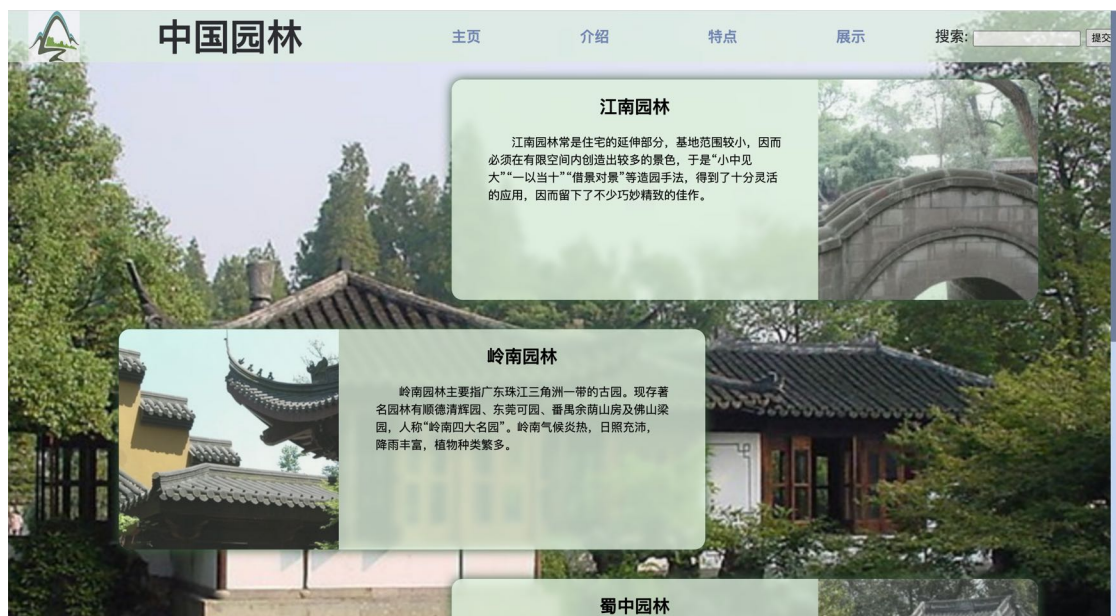 中国园林
主页
介绍
特点
展示
搜索:
提交
江南园林
江南园林常是住宅的延伸部分，基地范围较小，因而
必须在有限空间内创造出较多的景色，于是“小中见
大”“一以当十”“借景对景”等造园手法，得到了十分灵活
的应用，因而留下了不少巧妙精致的佳作。
岭南园林
岭南园林主要指广东珠江三角洲一带的古园。现存著
名园林有顺德清辉园、东莞可园、番禺余荫山房及佛山梁
园，人称“岭南四大名园”。岭南气候炎热，日照充沛，
降雨丰富，植物种类繁多。
蜀中园林